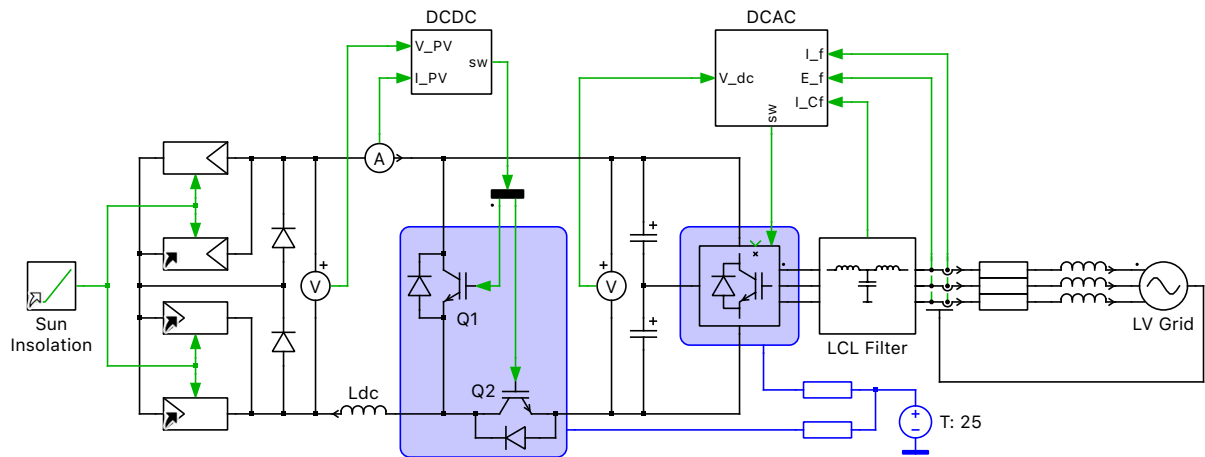 DCDC
DCAC
V_PV
I_PV
sw
V_dc
I_f
E_f
I_Cf
sw
A
+
V
+
V
+
+
Q1
Sun
Insolation
LCL Filter
LV Grid
Ldc
Q2
T: 25